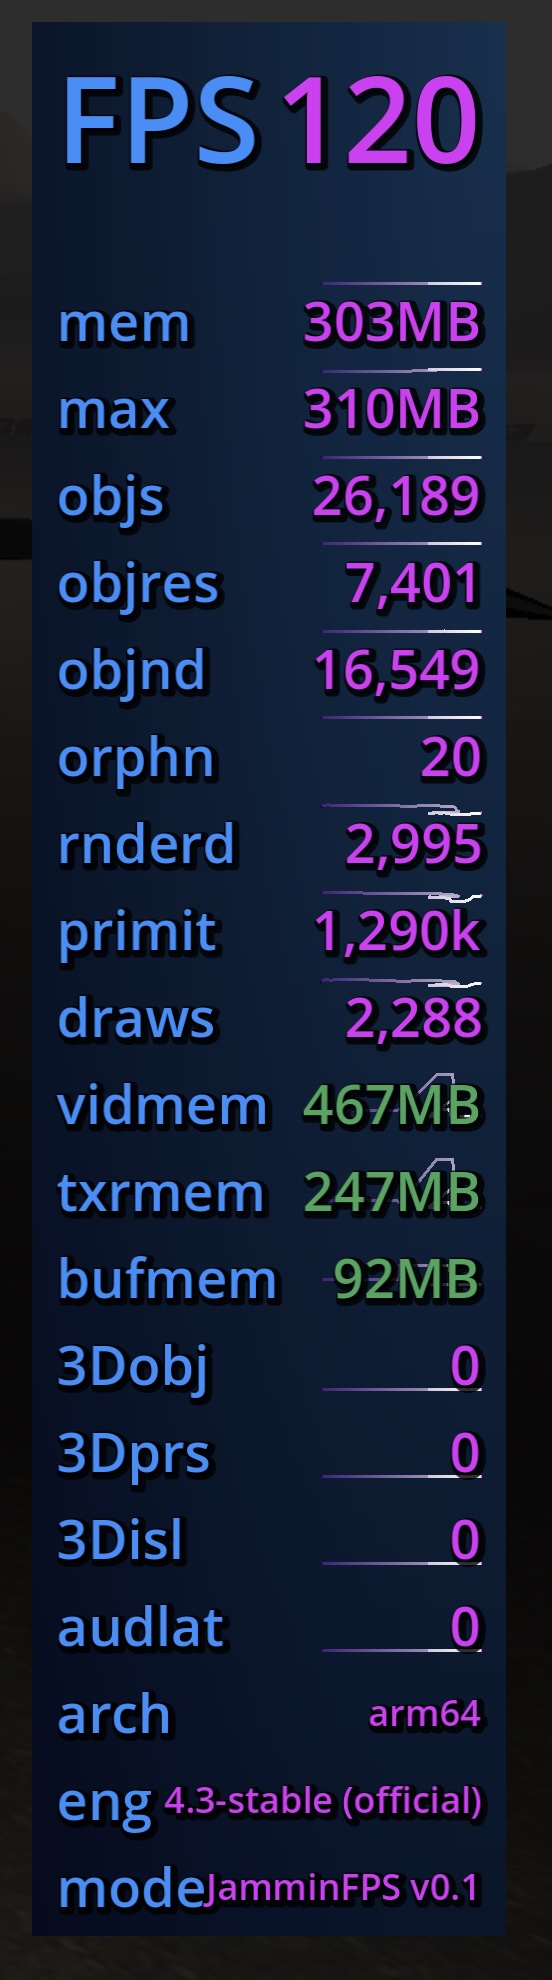 FPS 120
mem 303MB
max 310MB
objs 26,189
objres 7,401
objnd 16,549
orphn 20
rnderd 2,995
primit 1,290k
draws 2,288
vidmem 467MB
txrmem 247MB
bufmem 92MB
3Dobj 0
3Dprs 0
3Disl 0
audlat 0
arch arm64
eng 4.3-stable (official)
mode JamminFPS v0.1